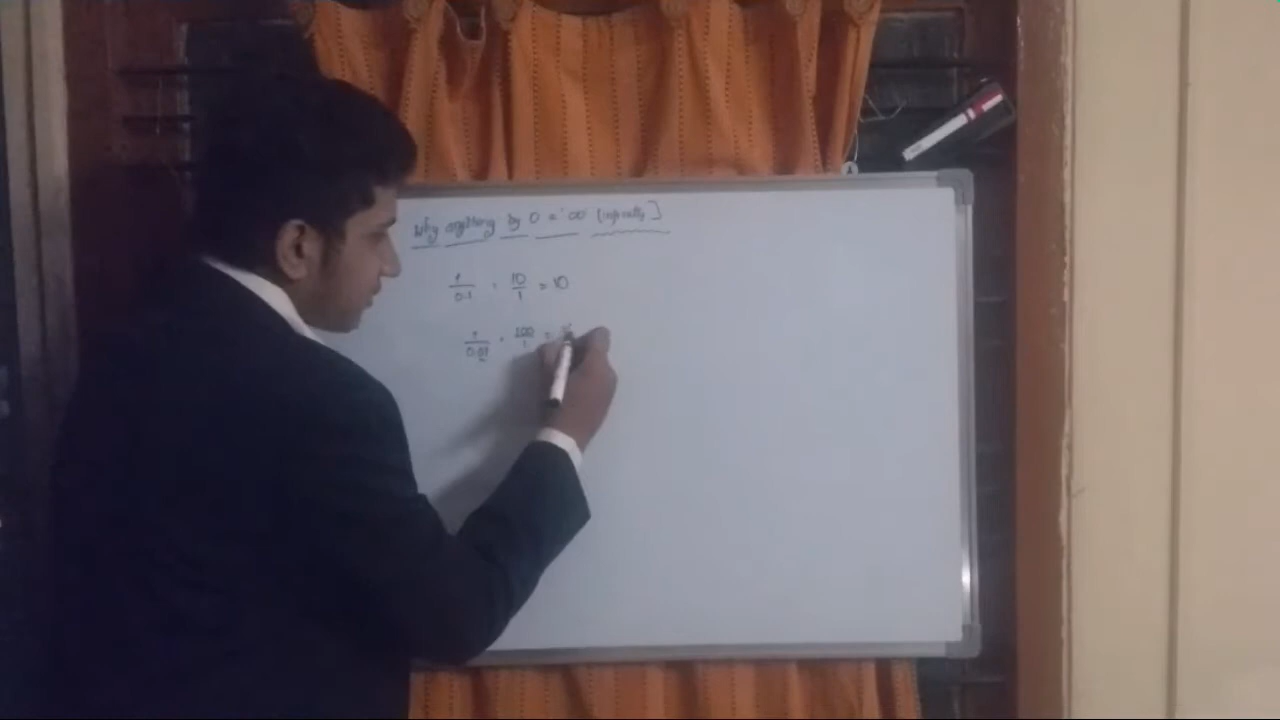 Why anything by 0 = ∞ [infinity]
1/0.1 = 10/1 = 10
1/0.01 = 100/1 =